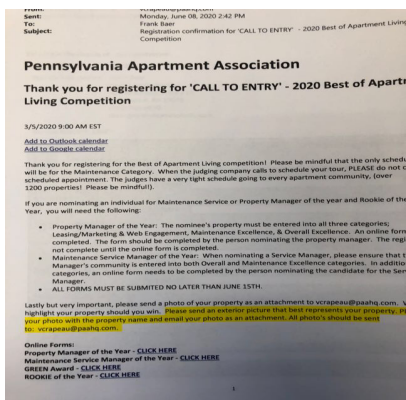 From:
Sent: Monday, June 08, 2020 2:42 PM
To: Frank Baer
Subject: Registration confirmation for 'CALL TO ENTRY' - 2020 Best of Apartment Living
Competition
Pennsylvania Apartment Association
Thank you for registering for 'CALL TO ENTRY' - 2020 Best of Apartm
Living Competition
3/5/2020 9:00 AM EST
Add to Outlook calendar
Add to Google calendar
Thank you for registering for the Best of Apartment Living competition! Please be mindful that the only schedu
will be for the Maintenance Category. When the judging company calls to schedule your tour, PLEASE do not c
scheduled appointment. The judges have a very tight schedule going to every apartment community, (over
1200 properties! Please be mindful!).
If you are nominating an individual for Maintenance Service or Property Manager of the year and Rookie of the
Year, you will need the following:
• Property Manager of the Year: The nominee's property must be entered into all three categories;
Leasing/Marketing & Web Engagement, Maintenance Excellence, & Overall Excellence. An online form
completed. The form should be completed by the person nominating the property manager. The regi
not complete until the online form is completed.
• Maintenance Service Manager of the Year: When nominating a Service Manager, please ensure that t
Manager's community is entered into both Overall and Maintenance Excellence categories. In additio
categories, an online form needs to be completed by the person nominating the candidate for the Ser
Manager.
• ALL FORMS MUST BE SUBMITED NO LATER THAN JUNE 15TH.
Lastly but very important, please send a photo of your property as an attachment to vcrapeau@paahq.com.
highlight your property should you win. Please send an exterior picture that best represents your property. Pl
your photo with the property name and email your photo as an attachment. All photo's should be sent
to: vcrapeau@paahq.com.
Online Forms:
Property Manager of the Year - CLICK HERE
Maintenance Service Manager of the Year - CLICK HERE
GREEN Award - CLICK HERE
ROOKIE of the Year - CLICK HERE
1